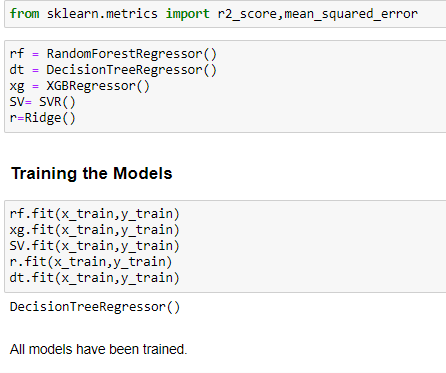 from sklearn.metrics import r2_score,mean_squared_error
rf = RandomForestRegressor()
dt = DecisionTreeRegressor()
xg = XGBRegressor()
SV= SVR()
r=Ridge()
Training the Models
rf.fit(x_train,y_train)
xg.fit(x_train,y_train)
SV.fit(x_train,y_train)
r.fit(x_train,y_train)
dt.fit(x_train,y_train)
DecisionTreeRegressor()
All models have been trained.